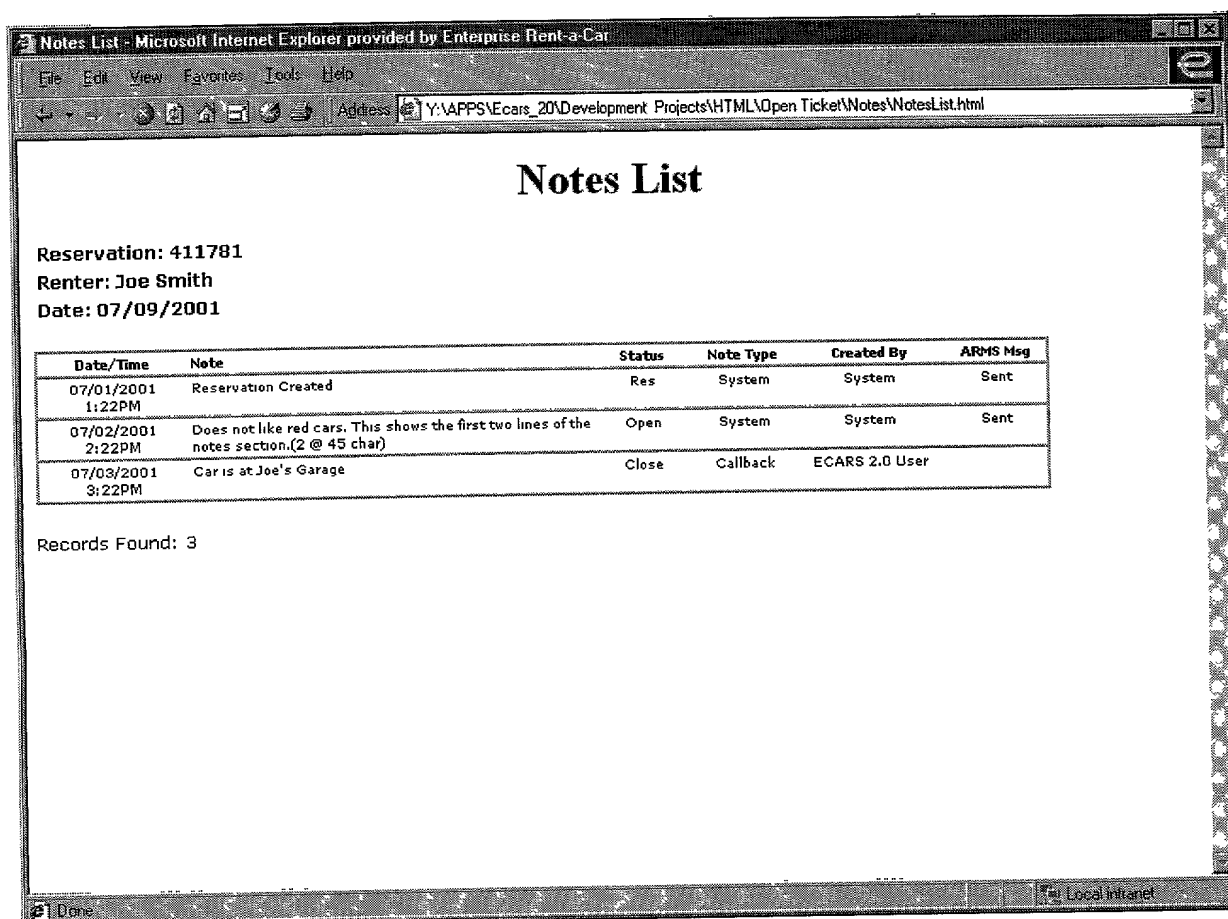 Notes List - Microsoft Internet Explorer provided by Enterprise Rent-a-Car
File Edit View Favorites Tools Help
Address Y:\APPS\Ecars_20\Development Projects\HTML\Open Ticket\Notes\NotesList.html
Notes List
Reservation: 411781
Renter: Joe Smith
Date: 07/09/2001
Date/Time Note Status Note Type Created By ARMS Msg
07/01/2001 Reservation Created Res System System Sent
1:22PM
07/02/2001 Does not like red cars. This shows the first two lines of the Open System System Sent
2:22PM notes section.(2 @ 45 char)
07/03/2001 Car is at Joe's Garage Close Callback ECARS 2.0 User
3:22PM
Records Found: 3
Done Local intranet